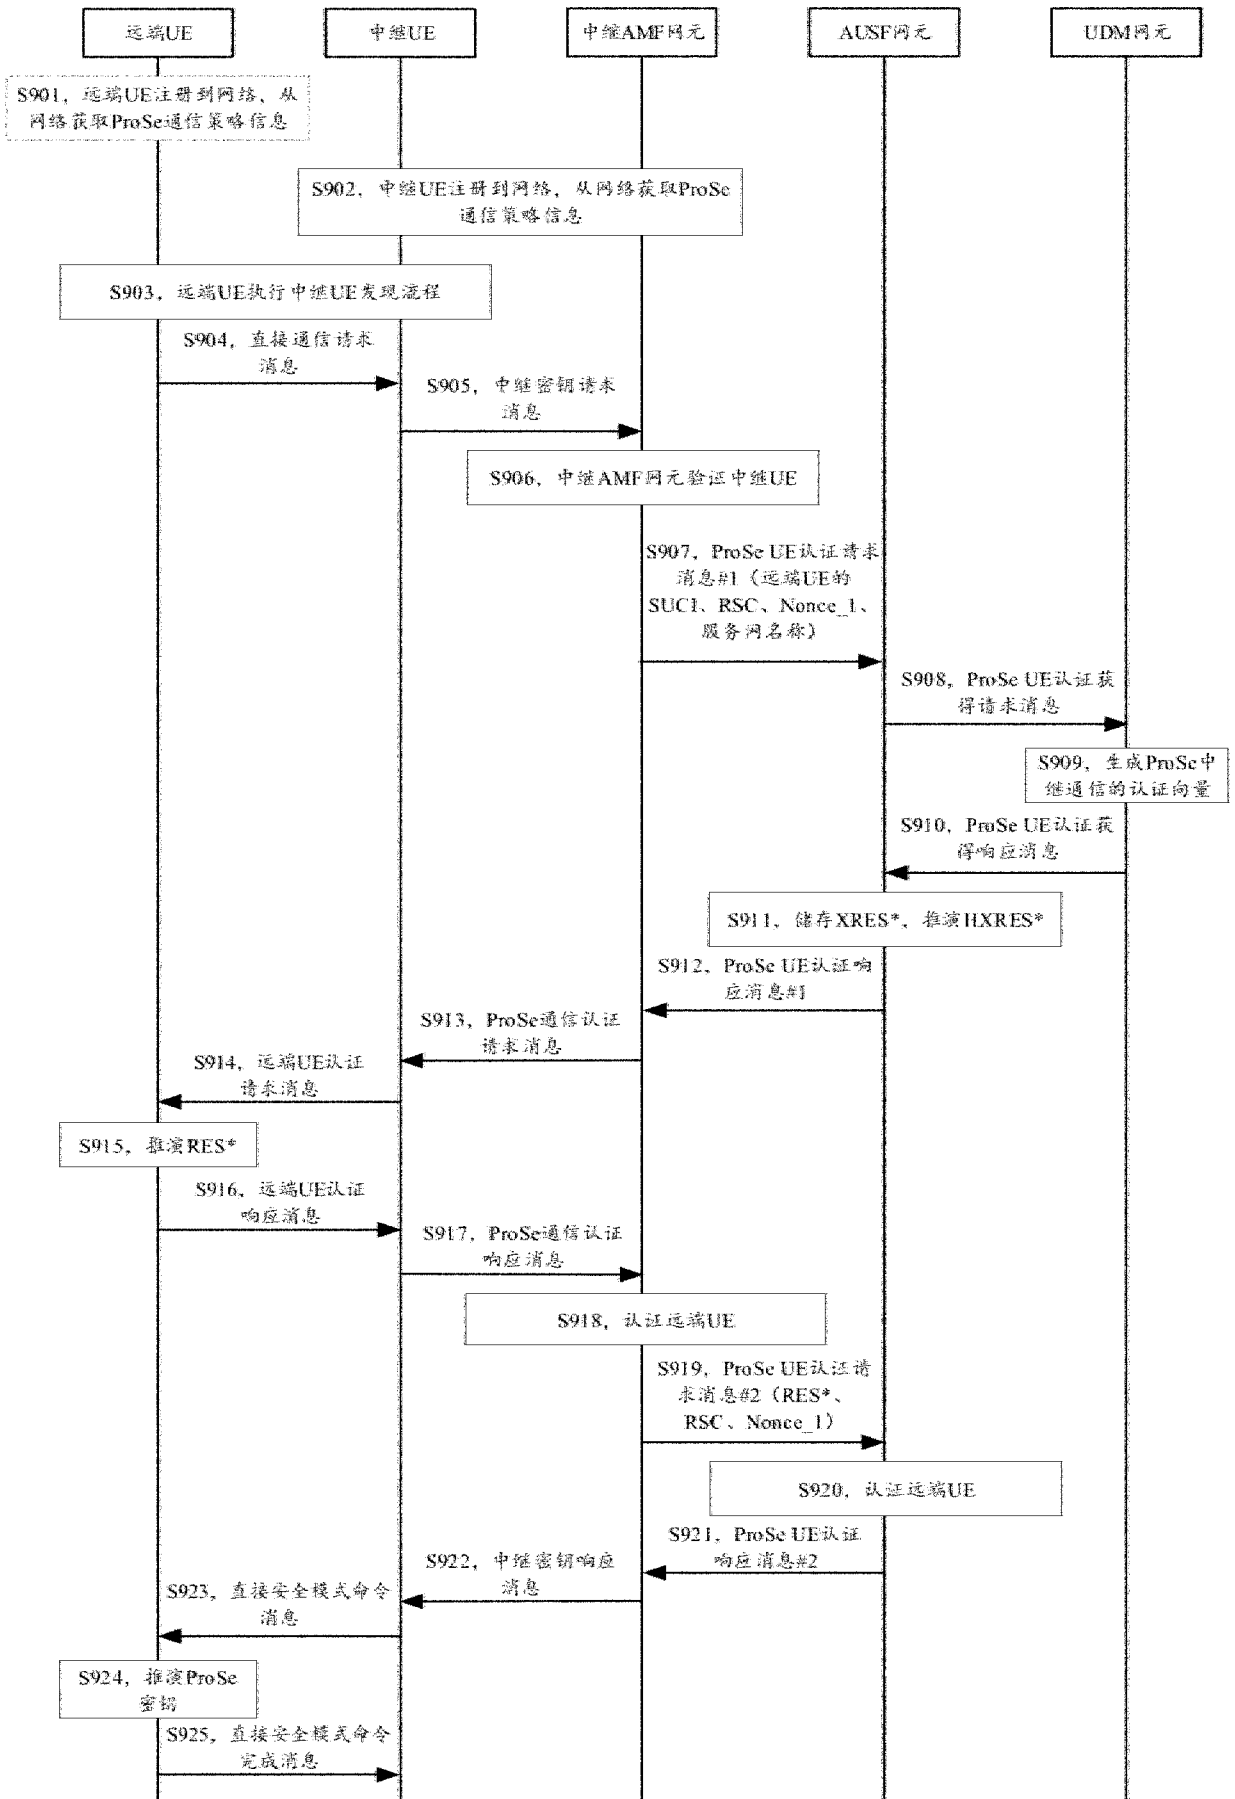 远端UE
中继UE
中继AMF网元
AUSF网元
UDM网元
S901，远端UE注册到网络，从
网络获取ProSe通信策略信息
S902，中继UE注册到网络，从网络获取ProSe
通信策略信息
S903，远端UE执行中继UE发现流程
S904，直接通信请求
消息
S905，中继密钥请求
消息
S906，中继AMF网元验证中继UE
S907，ProSe UE认证请求
消息#1（远端UE的
SUCI、RSC、Nonce_1、
服务网名称）
S908，ProSe UE认证获
得请求消息
S909，生成ProSe中
继通信的认证向量
S910，ProSe UE认证获
得响应消息
S911，储存XRES*，推演HXRES*
S912，ProSe UE认证响
应消息#1
S913，ProSe通信认证
请求消息
S914，远端UE认证
请求消息
S915，推演RES*
S916，远端UE认证
响应消息
S917，ProSe通信认证
响应消息
S918，认证远端UE
S919，ProSe UE认证请
求消息#2（RES*、
RSC、Nonce_1）
S920，认证远端UE
S921，ProSe UE认证
响应消息#2
S922，中继密钥响应
消息
S923，直接安全模式命令
消息
S924，推演ProSe
密钥
S925，直接安全模式命令
完成消息